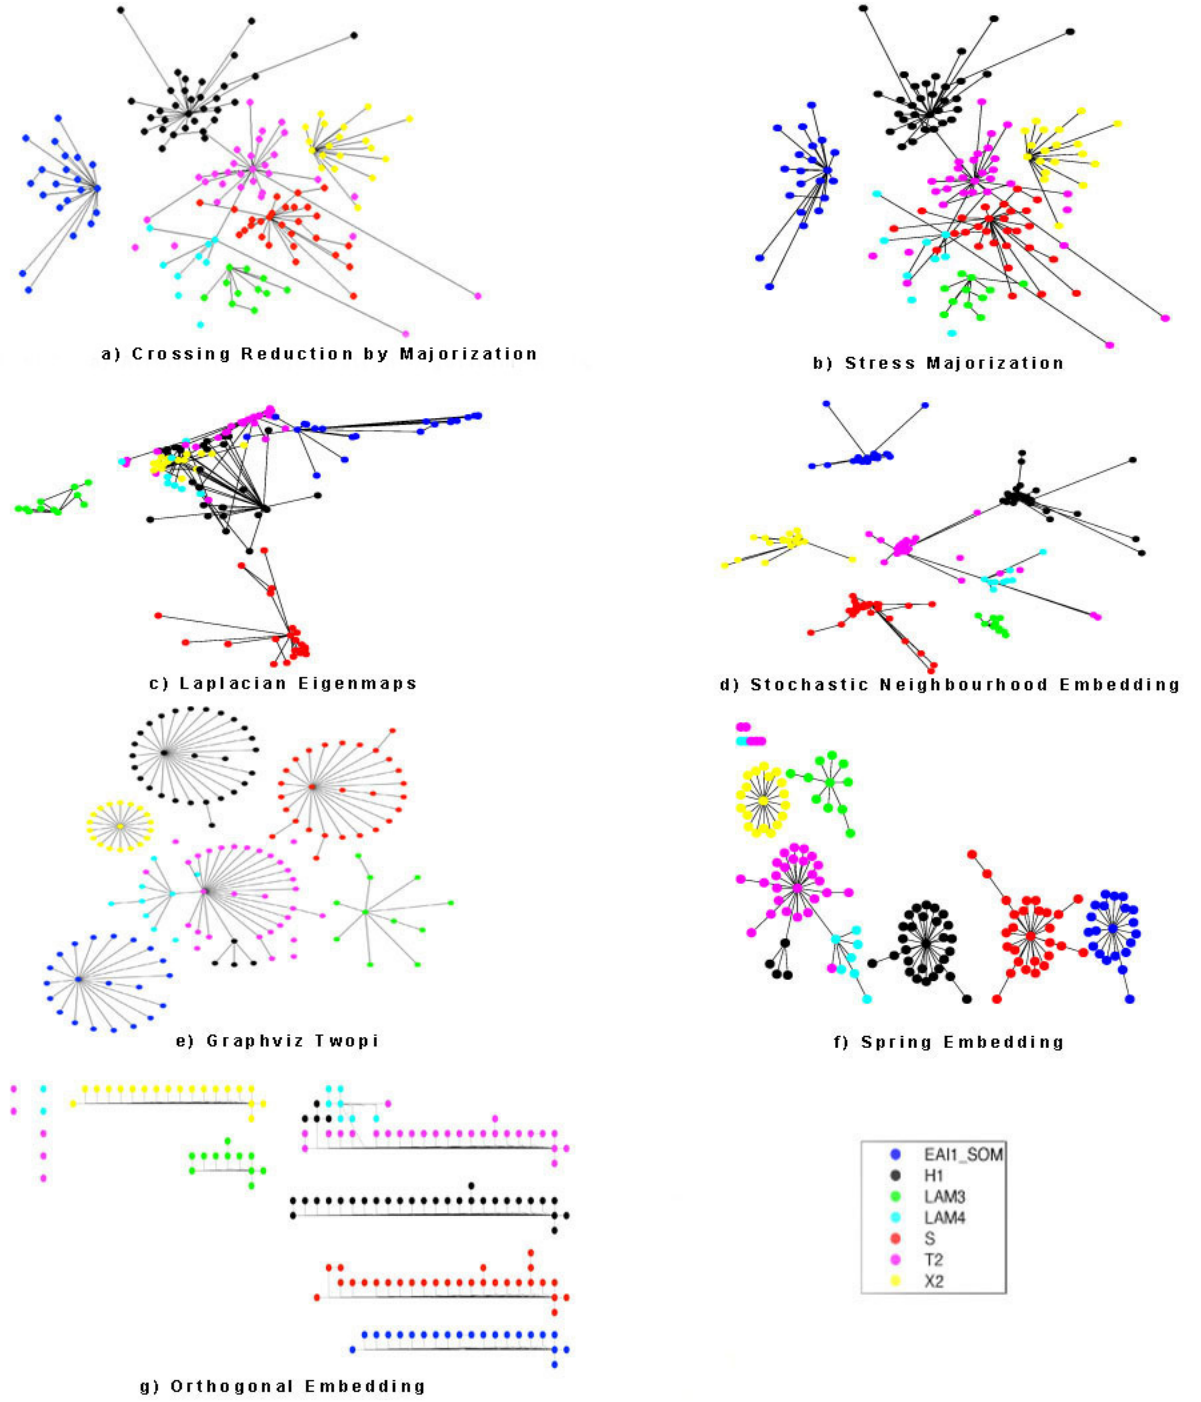 a) Crossing Reduction by Majorization
b) Stress Majorization
c) Laplacian Eigenmaps
d) Stochastic Neighbourhood Embedding
e) Graphviz Twopi
f) Spring Embedding
g) Orthogonal Embedding
EAI1_SOM
H1
LAM3
LAM4
S
T2
X2